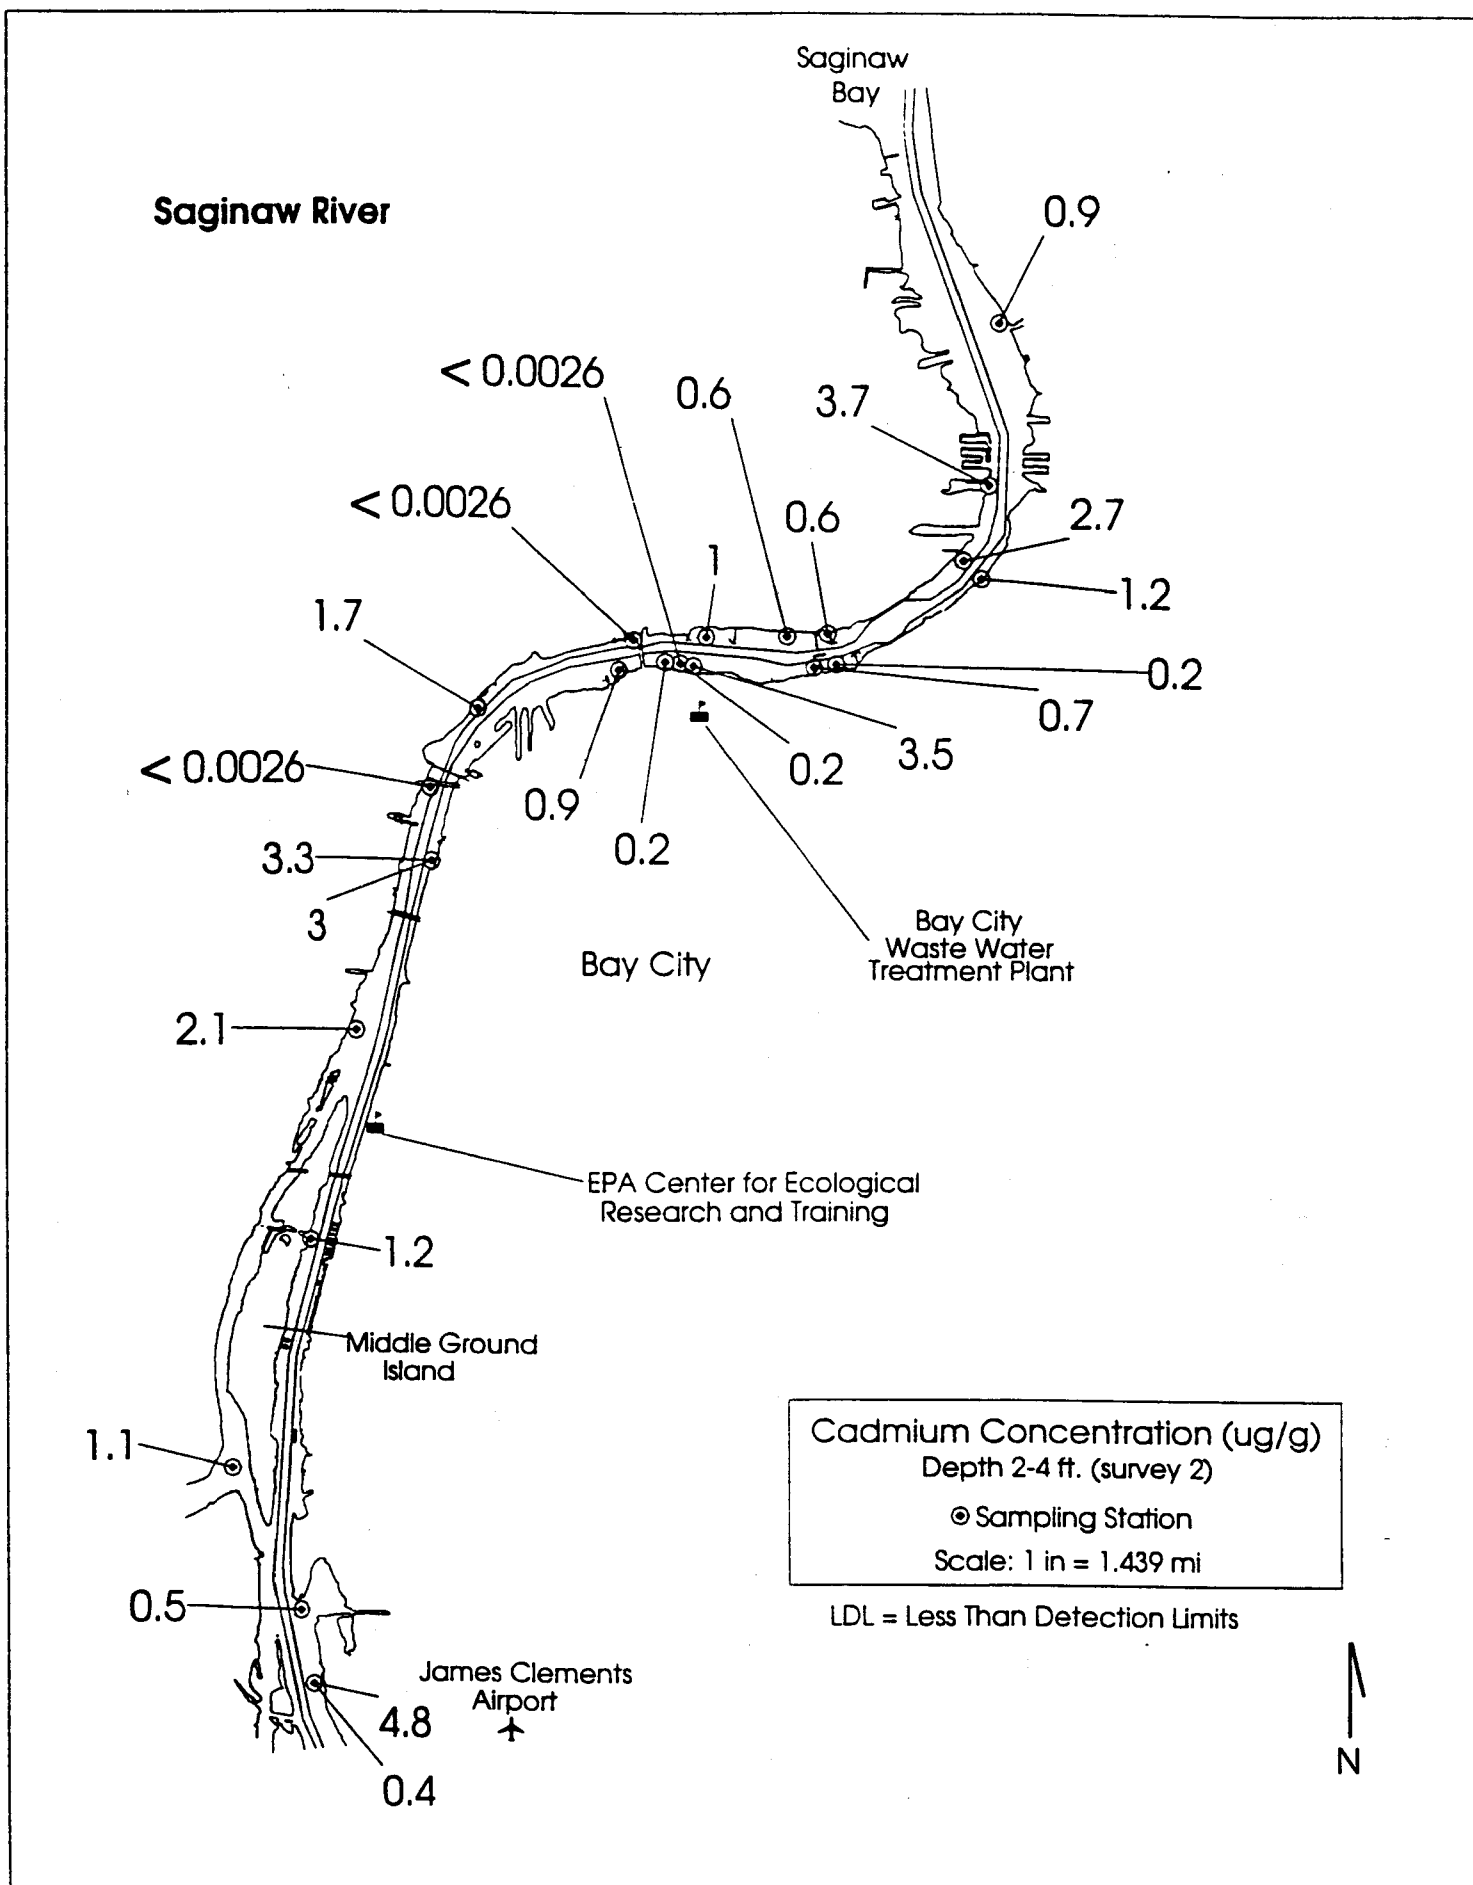 Saginaw
Bay
Saginaw River
0.9
< 0.0026
0.6
3.7
< 0.0026
0.6
2.7
1
1.2
1.7
0.2
0.7
< 0.0026
3.5
0.2
0.9
0.2
3.3
3
Bay City
Waste Water
Treatment Plant
Bay City
2.1
EPA Center for Ecological
Research and Training
1.2
Middle Ground
Island
1.1
Cadmium Concentration (ug/g)
Depth 2-4 ft. (survey 2)
Sampling Station
Scale: 1 in = 1.439 mi
LDL = Less Than Detection Limits
0.5
James Clements
Airport
4.8
0.4
N